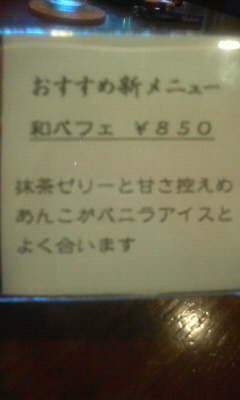 おすすめ新メニュー
和パフェ ￥８５０
抹茶ゼリーと甘さ控えめ
あんこがバニラアイスと
よく合います